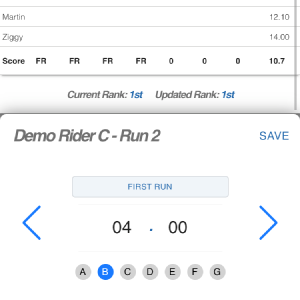 Martin 12.10
Ziggy 14.00
Score FR FR FR FR 0 0 0 10.7
Current Rank: 1st Updated Rank: 1st
Demo Rider C - Run 2 SAVE
FIRST RUN
04 . 00
A B C D E F G